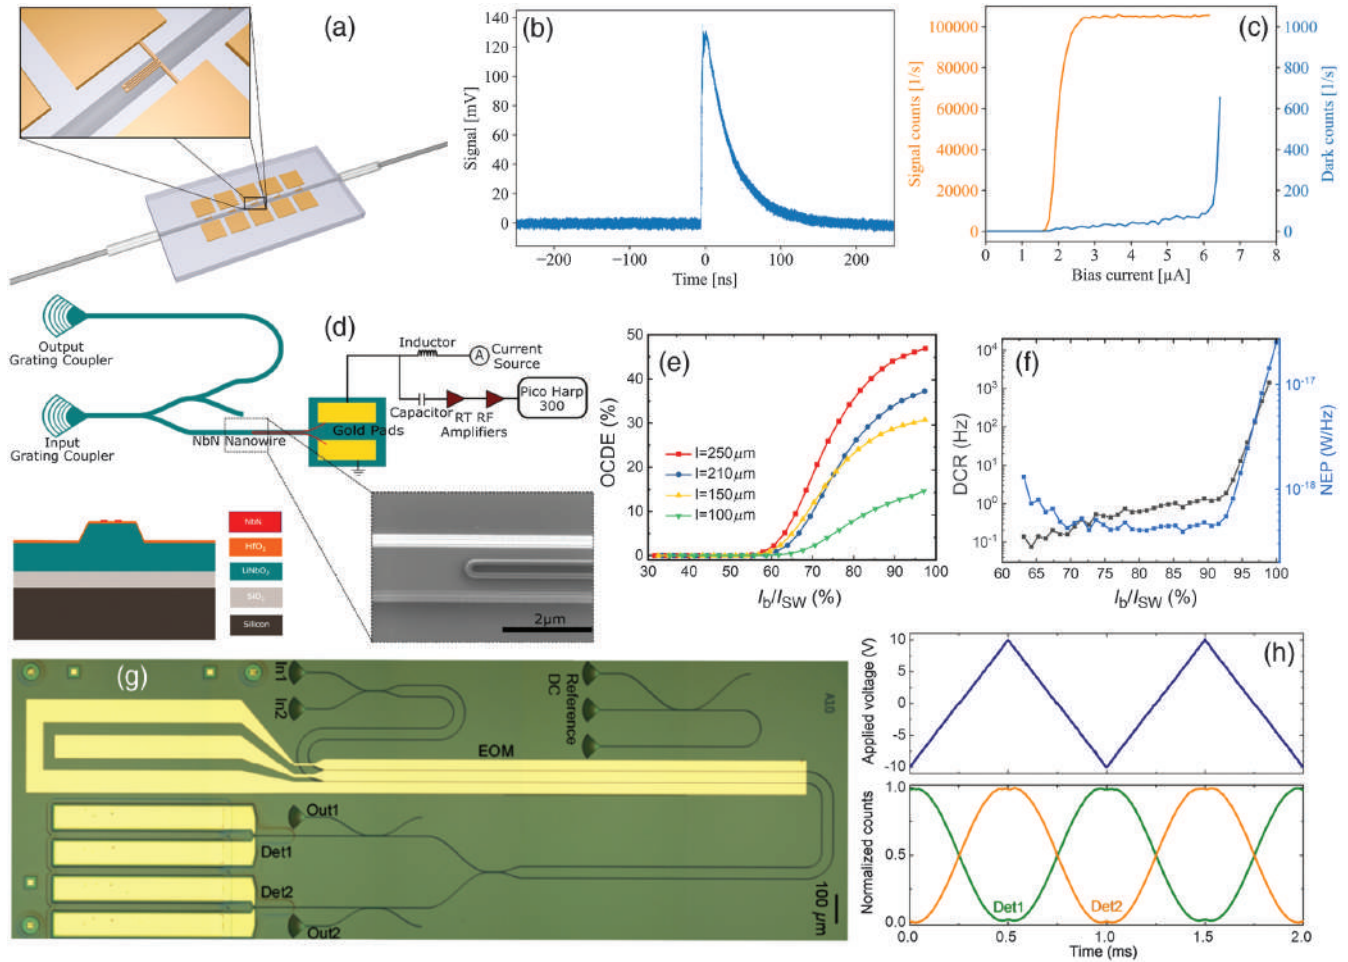 (a)
(b)
140
120
100
80
60
40
20
0
Signal [mV]
−200
−100
0
100
200
Time [ns]
(c)
100000
80000
60000
40000
20000
0
Signal counts [1/s]
1000
800
600
400
200
0
Dark counts [1/s]
0
1
2
3
4
5
6
7
8
Bias current [µA]
(d)
Output
Grating Coupler
Input
Grating Coupler
NbN Nanowire
Gold Pads
Inductor
A
Current
Source
Capacitor
RT RF
Amplifiers
Pico Harp
300
NbN
HfO2
LiNbO3
SiO2
Silicon
2µm
(e)
50
40
30
20
10
0
OCDE (%)
l=250µm
l=210µm
l=150µm
l=100µm
30
40
50
60
70
80
90
100
Ib/ISW (%)
(f)
10^4
10^3
10^2
10^1
10^0
10^-1
DCR (Hz)
10^-17
10^-18
NEP (W/Hz)
60
65
70
75
80
85
90
95
100
Ib/ISW (%)
(g)
In1
In2
Reference
DC
A10
EOM
Out1
Det1
Det2
Out2
100 µm
(h)
10
5
0
-5
-10
Applied voltage (V)
1.0
0.5
0.0
Normalized counts
Det1
Det2
0.0
0.5
1.0
1.5
2.0
Time (ms)